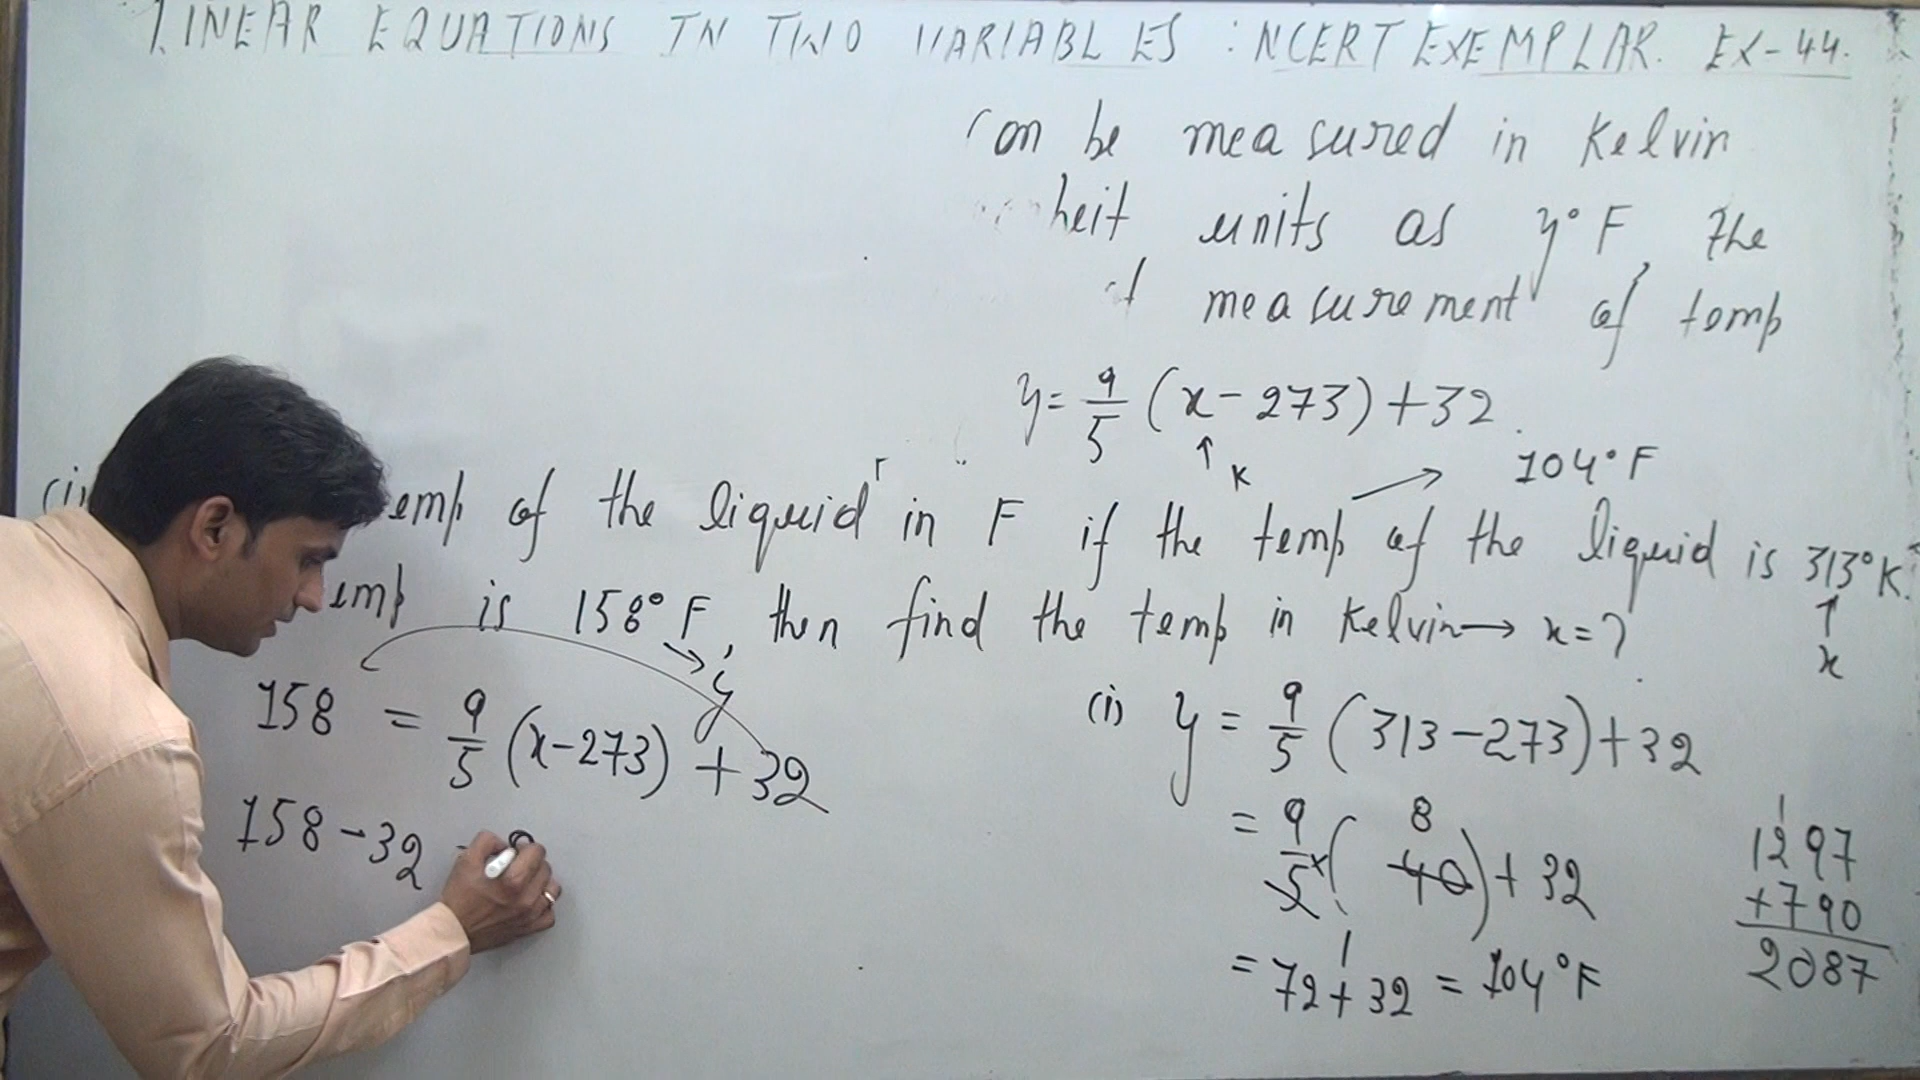 LINEAR EQUATIONS IN TWO VARIABLES : NCERT EXEMPLAR. EX-44.
can be measured in Kelvin
heit units as y°F, the
measurement of temp
y = 9/5 (x - 273) + 32.
↑ K
→ 104°F
(i) emp of the liquid in F if the temp of the liquid is 313°K.
↑
x
emp is 158°F, then find the temp in Kelvin → x = ?
→ y
158 = 9/5 (x - 273) + 32
158 - 32 =
(i) y = 9/5 (313 - 273) + 32
= 9/5 × (40) + 32
8
= 72 + 32 = 104°F
1
1
1297
+790
2087